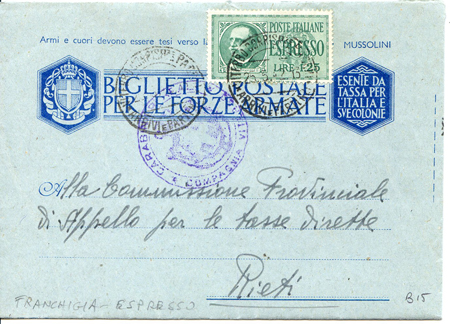 Armi e cuori devono essere tesi verso la
MUSSOLINI
POSTE ITALIANE
ESPRESSO
LIRE 1,25
BIGLIETTO POSTALE
PER LE FORZE ARMATE
ESENTE DA
TASSA PER
L'ITALIA E
SVE COLONIE
CARAB
COMPAGNIA
Alla Commissione Provinciale
di Appello per le tasse dirette
Rieti
FRANCHIGIA - ESPRESSO
B15